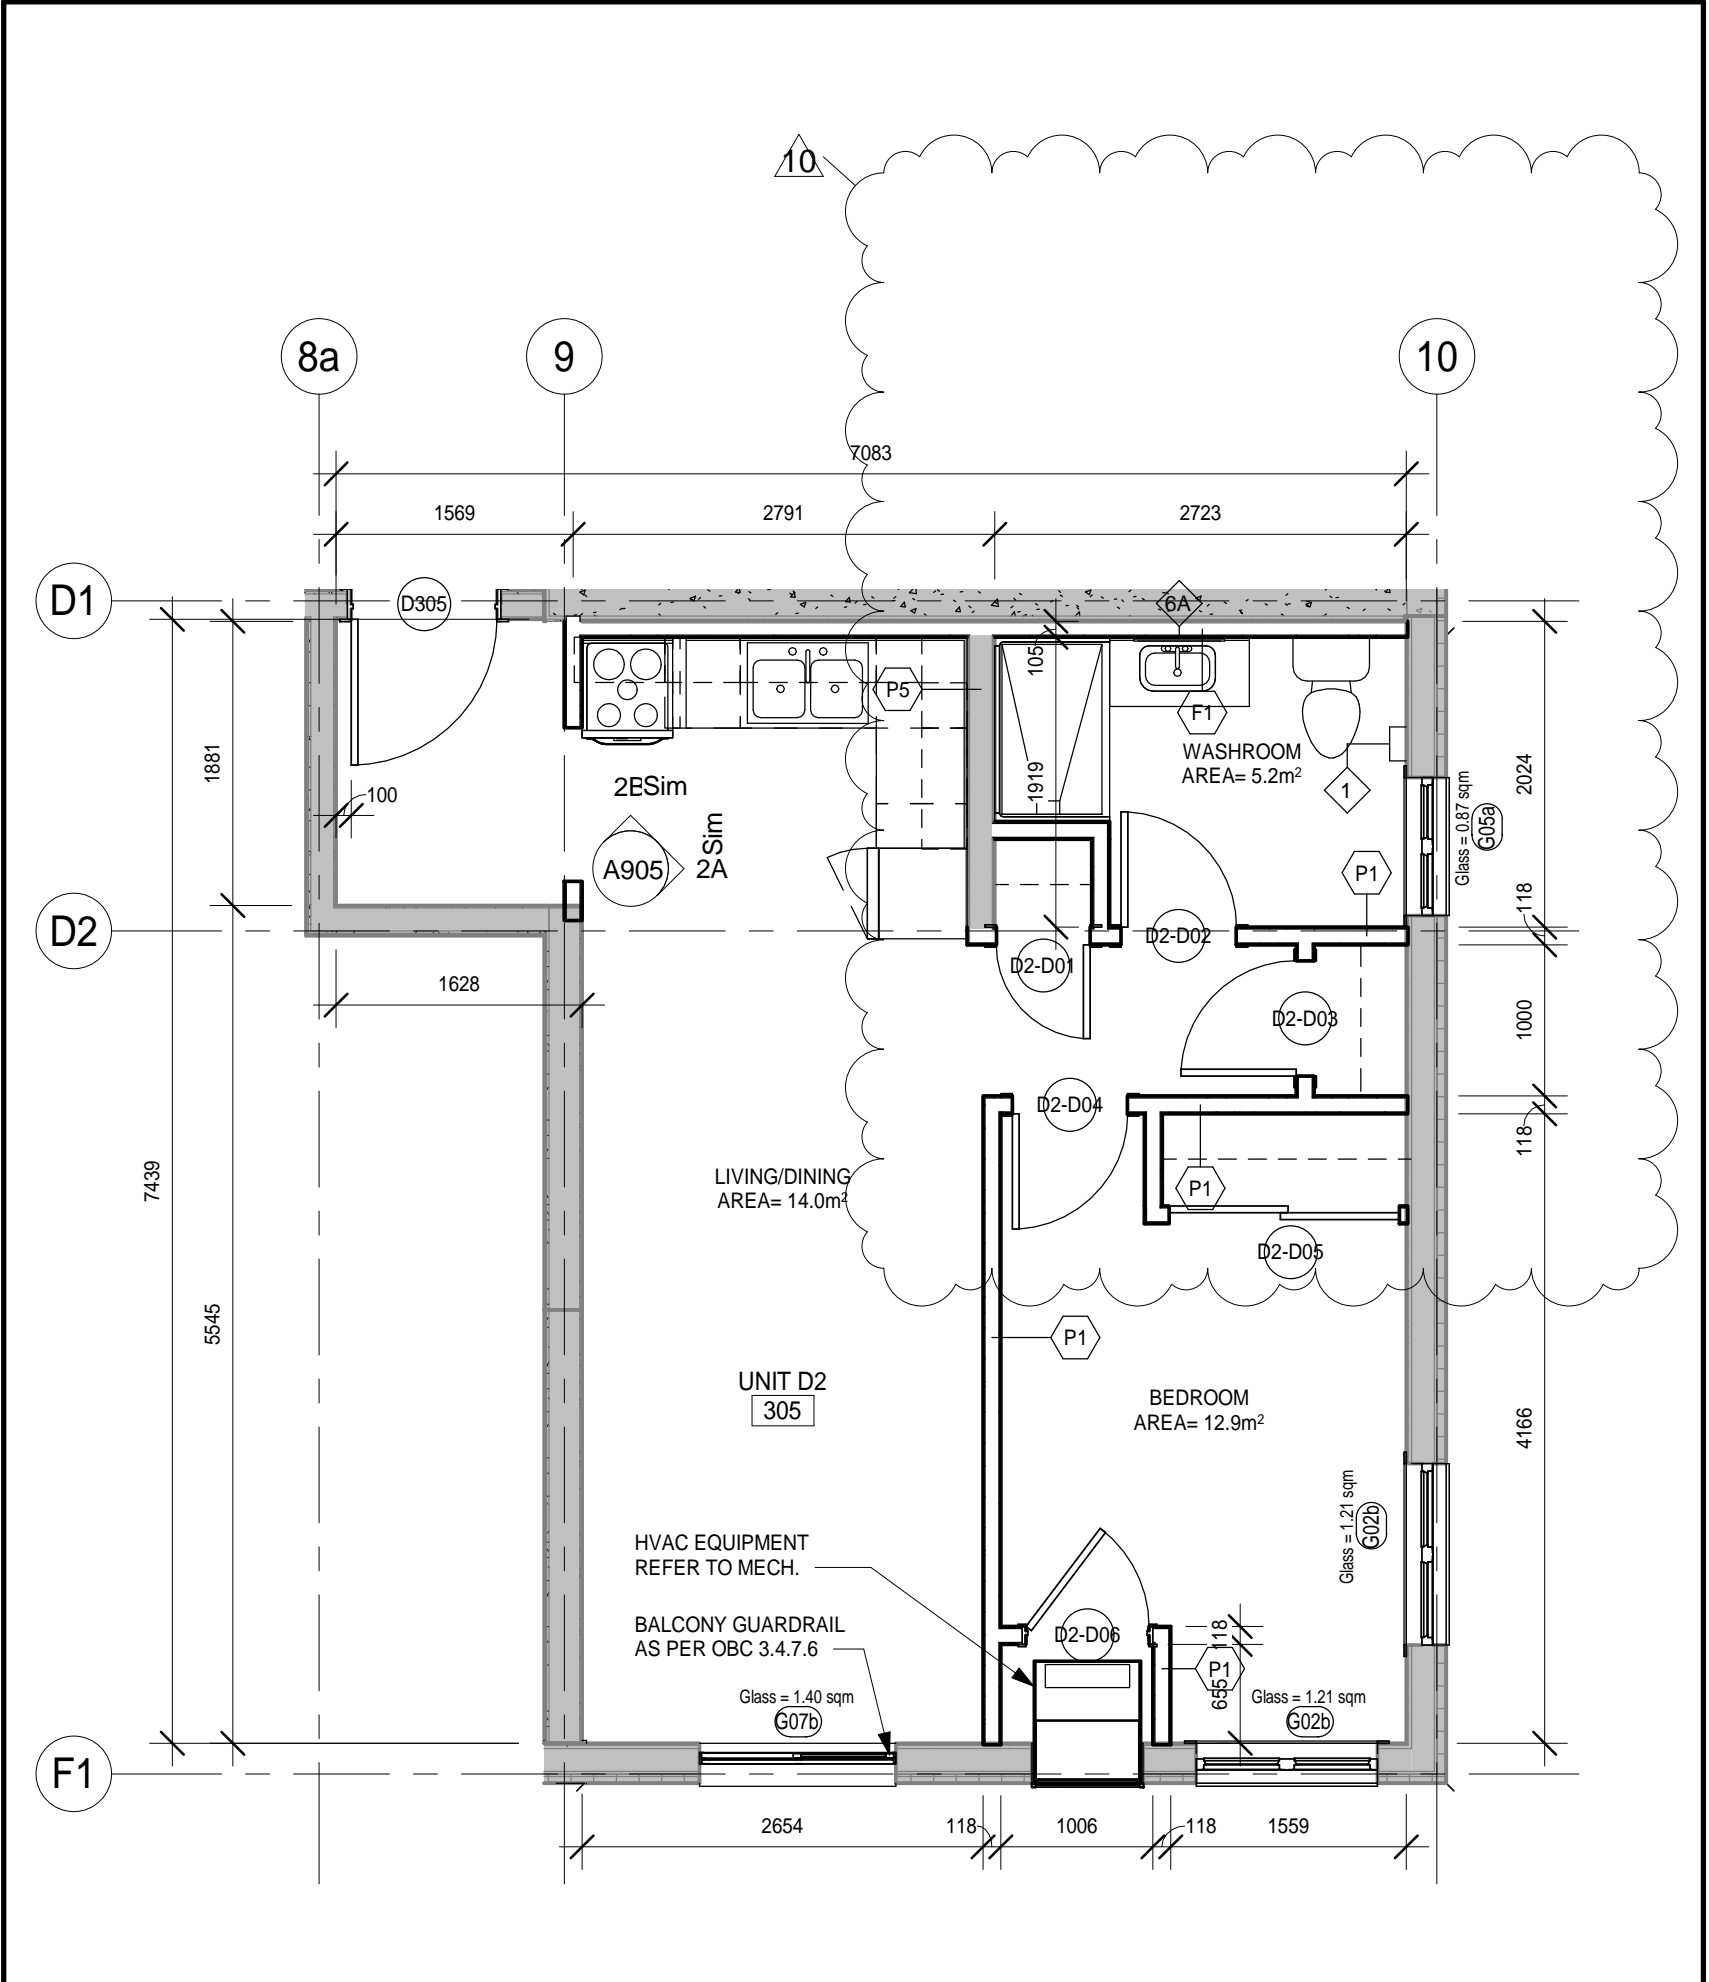 10
8a
9
10
7083
1569
2791
2723
D1
D305
6A
105
P5
F1
WASHROOM
AREA= 5.2m²
1881
2BSim
100
1919
1
2024
Glass = 0.87 sqm
G05a
Sim
2A
A905
P1
118
D2
D2-D02
D2-D01
1628
D2-D03
1000
D2-D04
118
7439
LIVING/DINING
AREA= 14.0m²
P1
D2-D05
5545
P1
UNIT D2
305
BEDROOM
AREA= 12.9m²
4166
Glass = 1.21 sqm
G02b
HVAC EQUIPMENT
REFER TO MECH.
BALCONY GUARDRAIL
AS PER OBC 3.4.7.6
D2-D06
118
P1
655
Glass = 1.40 sqm
G07b
Glass = 1.21 sqm
G02b
F1
2654
118
1006
118
1559